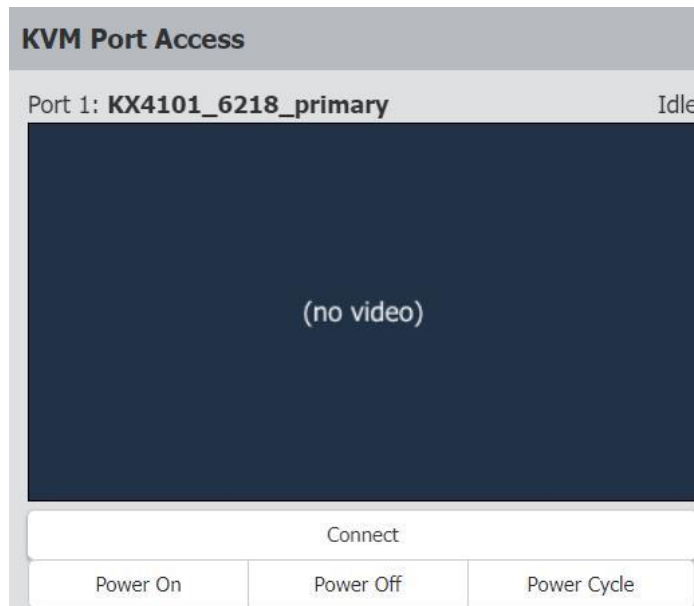 KVM Port Access
Port 1: KX4101_6218_primary Idle
(no video)
Connect
Power On Power Off Power Cycle